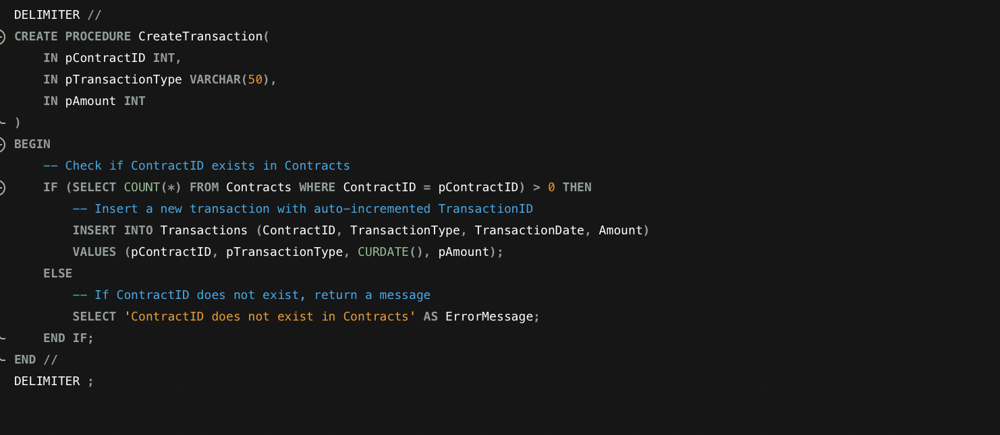 DELIMITER //
CREATE PROCEDURE CreateTransaction(
    IN pContractID INT,
    IN pTransactionType VARCHAR(50),
    IN pAmount INT
)
BEGIN
    -- Check if ContractID exists in Contracts
    IF (SELECT COUNT(*) FROM Contracts WHERE ContractID = pContractID) > 0 THEN
        -- Insert a new transaction with auto-incremented TransactionID
        INSERT INTO Transactions (ContractID, TransactionType, TransactionDate, Amount)
        VALUES (pContractID, pTransactionType, CURDATE(), pAmount);
    ELSE
        -- If ContractID does not exist, return a message
        SELECT 'ContractID does not exist in Contracts' AS ErrorMessage;
    END IF;
END //
DELIMITER ;